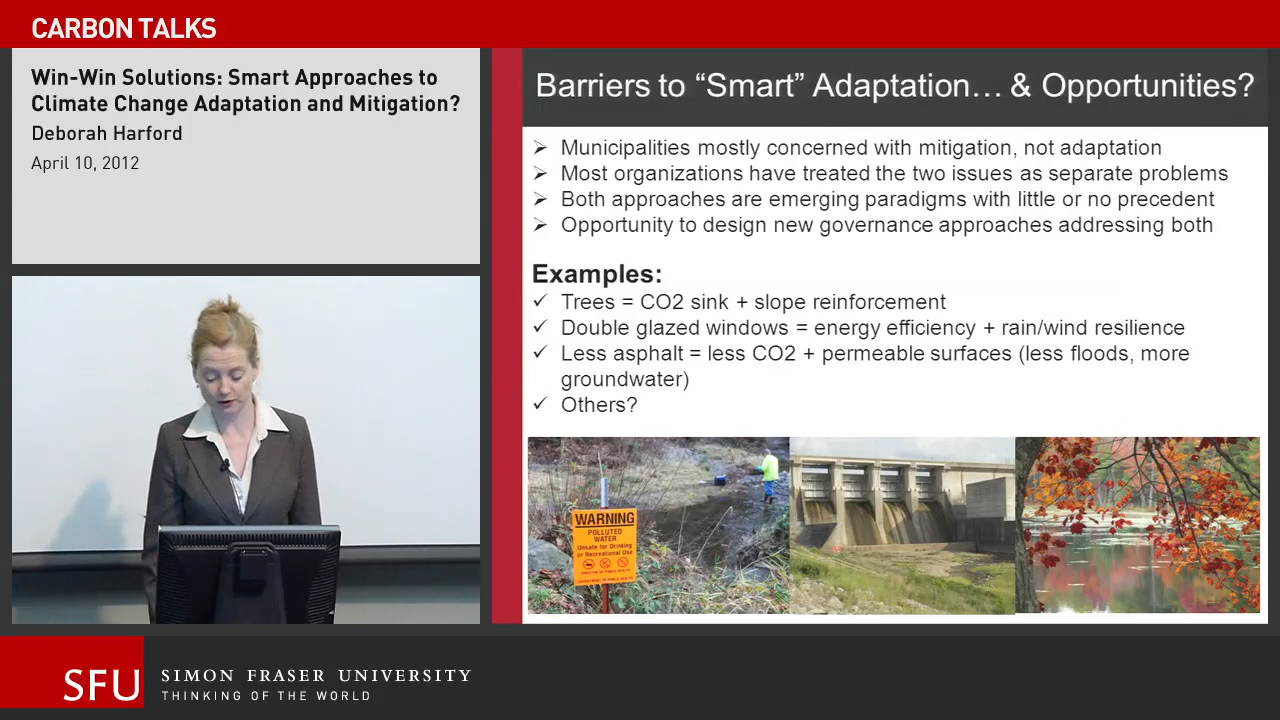 CARBON TALKS
Win-Win Solutions: Smart Approaches to
Climate Change Adaptation and Mitigation?
Deborah Harford
April 10, 2012
Barriers to “Smart” Adaptation… & Opportunities?
➢ Municipalities mostly concerned with mitigation, not adaptation
➢ Most organizations have treated the two issues as separate problems
➢ Both approaches are emerging paradigms with little or no precedent
➢ Opportunity to design new governance approaches addressing both
Examples:
✓ Trees = CO2 sink + slope reinforcement
✓ Double glazed windows = energy efficiency + rain/wind resilience
✓ Less asphalt = less CO2 + permeable surfaces (less floods, more
groundwater)
✓ Others?
WARNING
POLLUTED
WATER
Unsafe for Drinking
or Recreational Use
SFU
SIMON FRASER UNIVERSITY
THINKING OF THE WORLD